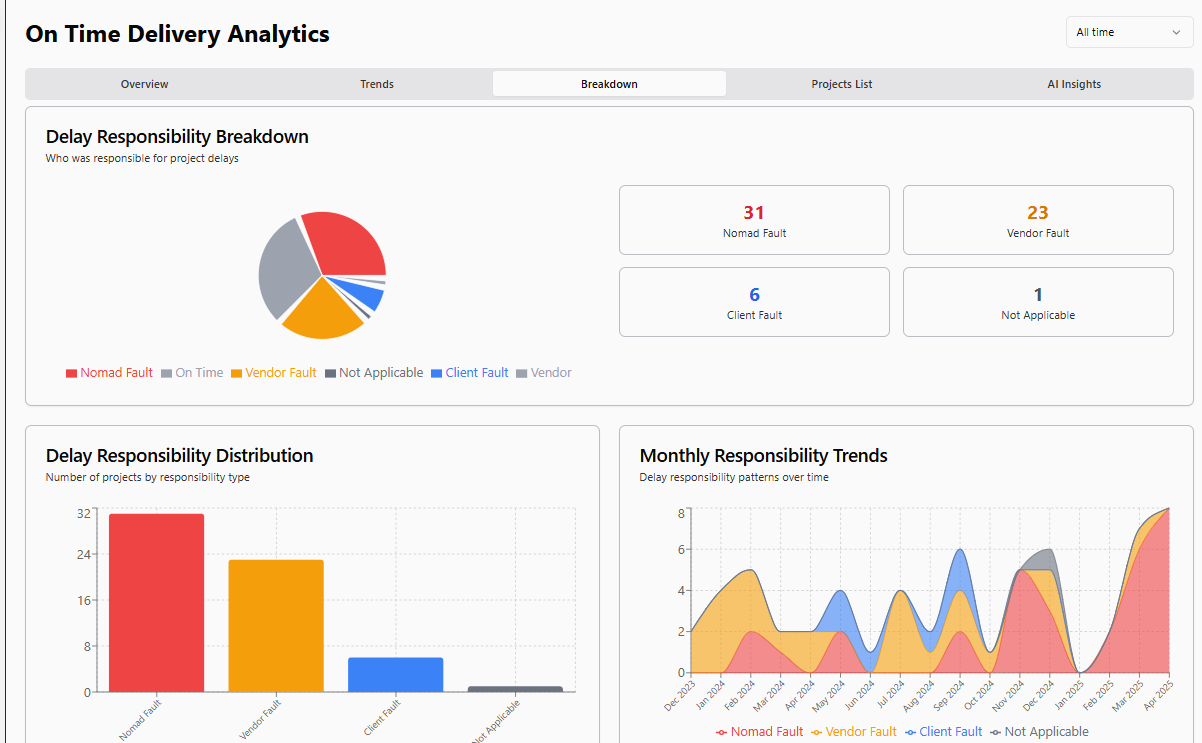 On Time Delivery Analytics
All time
Overview
Trends
Breakdown
Projects List
AI Insights
Delay Responsibility Breakdown
Who was responsible for project delays
31
Nomad Fault
23
Vendor Fault
6
Client Fault
1
Not Applicable
Nomad Fault On Time Vendor Fault Not Applicable Client Fault Vendor
Delay Responsibility Distribution
Number of projects by responsibility type
32
24
16
8
0
Nomad Fault
Vendor Fault
Client Fault
Not Applicable
Monthly Responsibility Trends
Delay responsibility patterns over time
8
6
4
2
0
Dec 2023
Jan 2024
Feb 2024
Mar 2024
Apr 2024
May 2024
Jun 2024
Jul 2024
Aug 2024
Sep 2024
Oct 2024
Nov 2024
Dec 2024
Jan 2025
Feb 2025
Mar 2025
Apr 2025
Nomad Fault Vendor Fault Client Fault Not Applicable